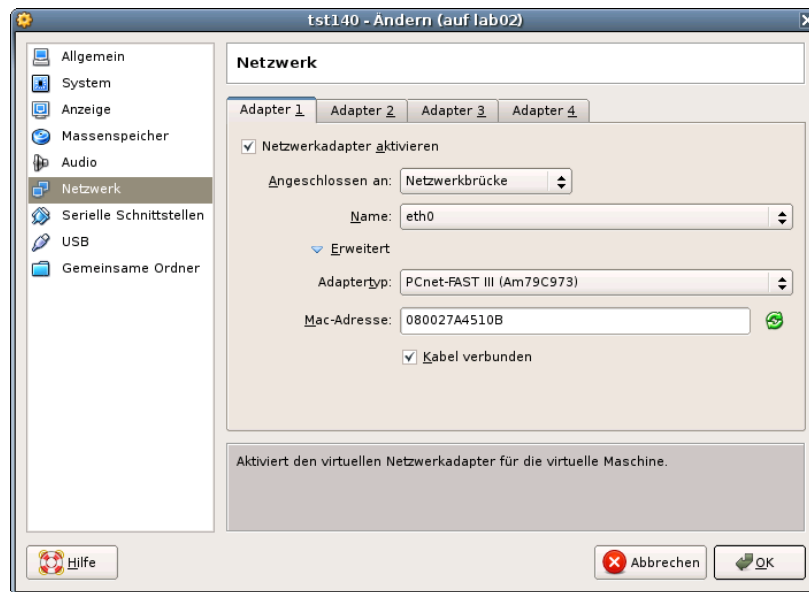 tst140 - Ändern (auf lab02)
Allgemein
System
Anzeige
Massenspeicher
Audio
Netzwerk
Serielle Schnittstellen
USB
Gemeinsame Ordner
Netzwerk
Adapter 1 Adapter 2 Adapter 3 Adapter 4
Netzwerkadapter aktivieren
Angeschlossen an: Netzwerkbrücke
Name: eth0
Erweitert
Adaptertyp: PCnet-FAST III (Am79C973)
Mac-Adresse: 080027A4510B
Kabel verbunden
Aktiviert den virtuellen Netzwerkadapter für die virtuelle Maschine.
Hilfe
Abbrechen
OK